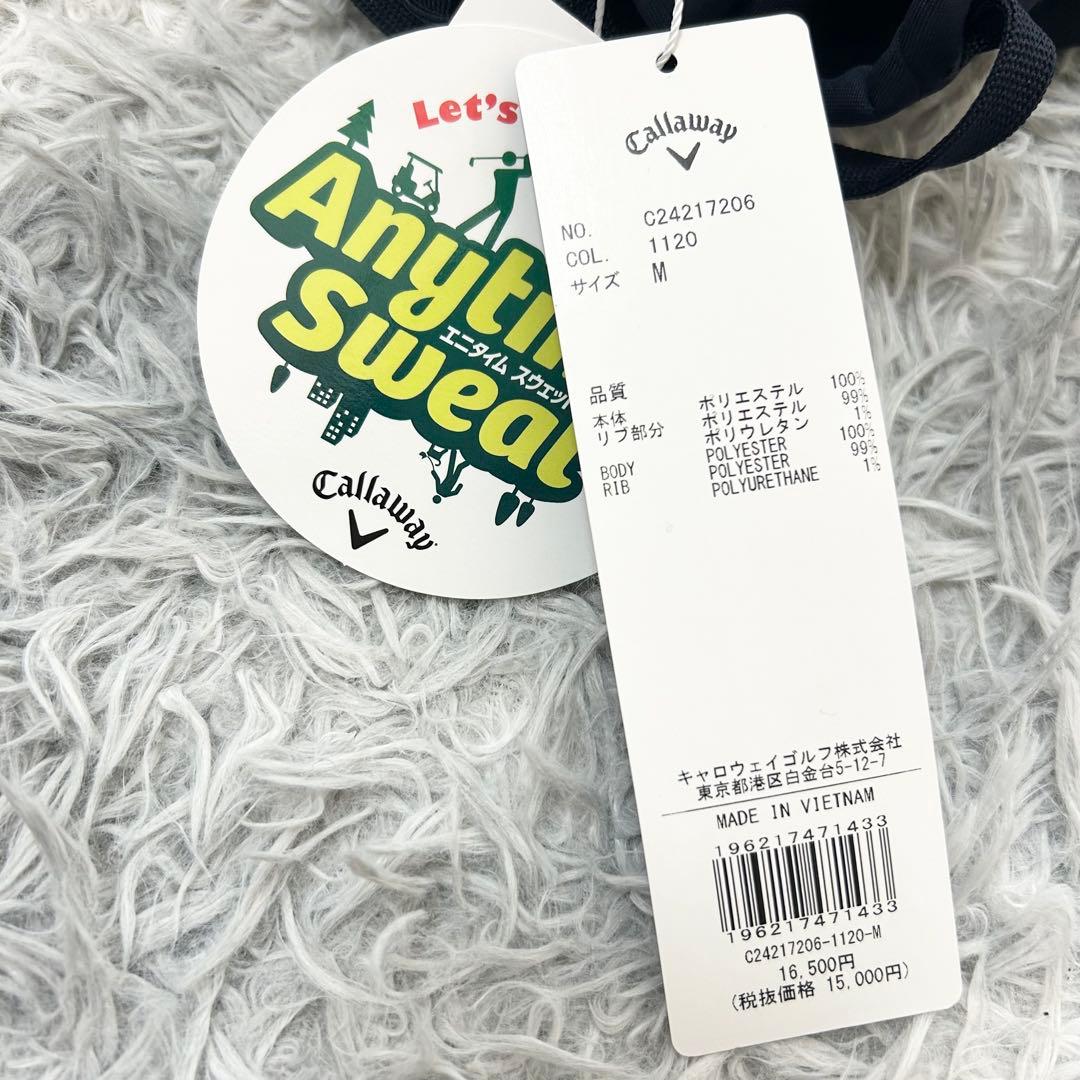 Let's
Anytim
エニタイム スウェット
Sweat
Callaway
Callaway
NO. C24217206
COL. 1120
サイズ M
品質
本体 ポリエステル 100%
リブ部分 ポリエステル 99%
ポリウレタン 1%
BODY POLYESTER 100%
RIB POLYESTER 99%
POLYURETHANE 1%
キャロウェイゴルフ株式会社
東京都港区白金台5-12-7
MADE IN VIETNAM
196217471433
196217471433
C24217206-1120-M
16,500円
(税抜価格 15,000円)